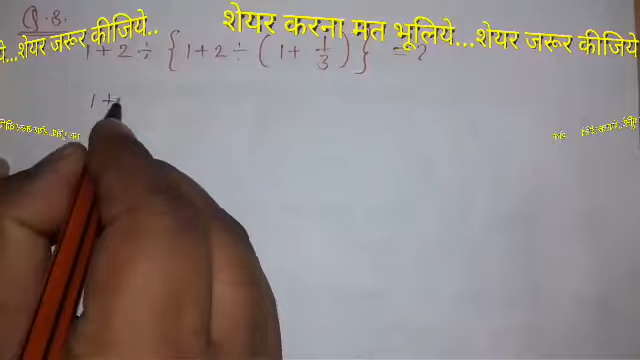 Q.8.
शेयर करना मत भूलिये...शेयर जरूर कीजिये
ये...शेयर जरूर कीजिये..
1 + 2 ÷ { 1 + 2 ÷ ( 1 + 1/3 ) } = ?
1 +